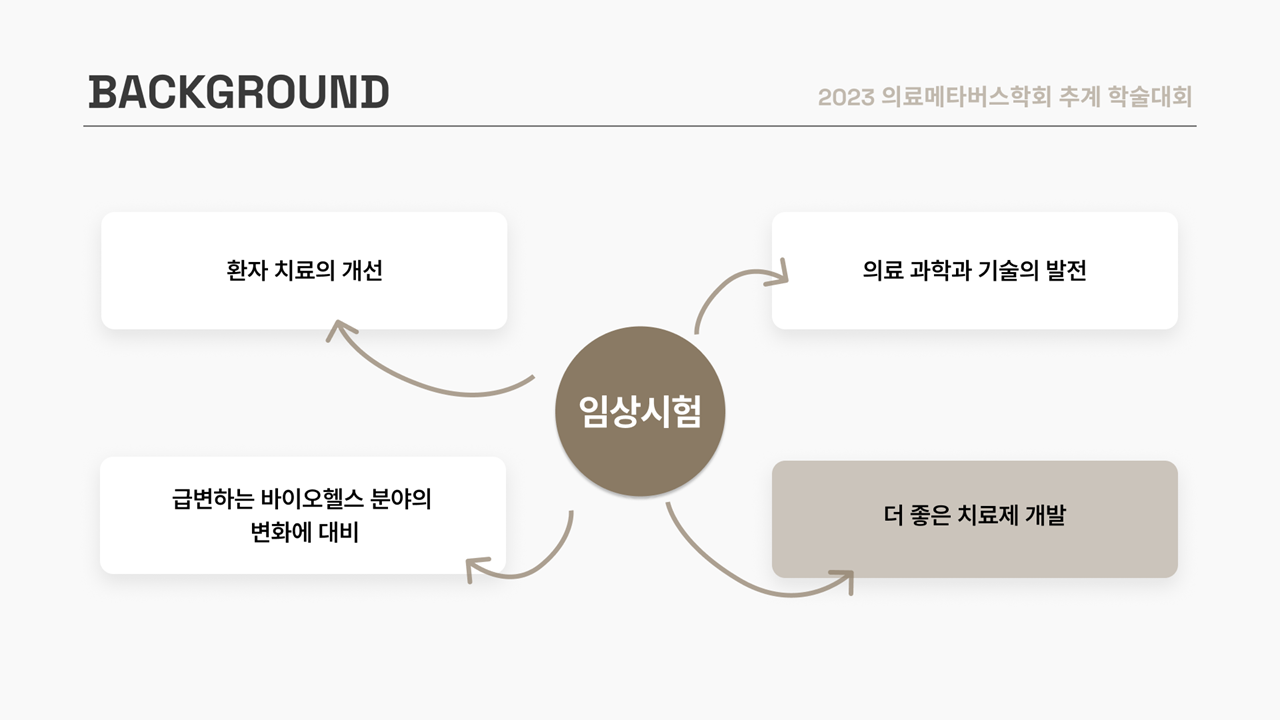 BACKGROUND
2023 의료메타버스학회 추계 학술대회
환자 치료의 개선
의료 과학과 기술의 발전
임상시험
급변하는 바이오헬스 분야의
변화에 대비
더 좋은 치료제 개발